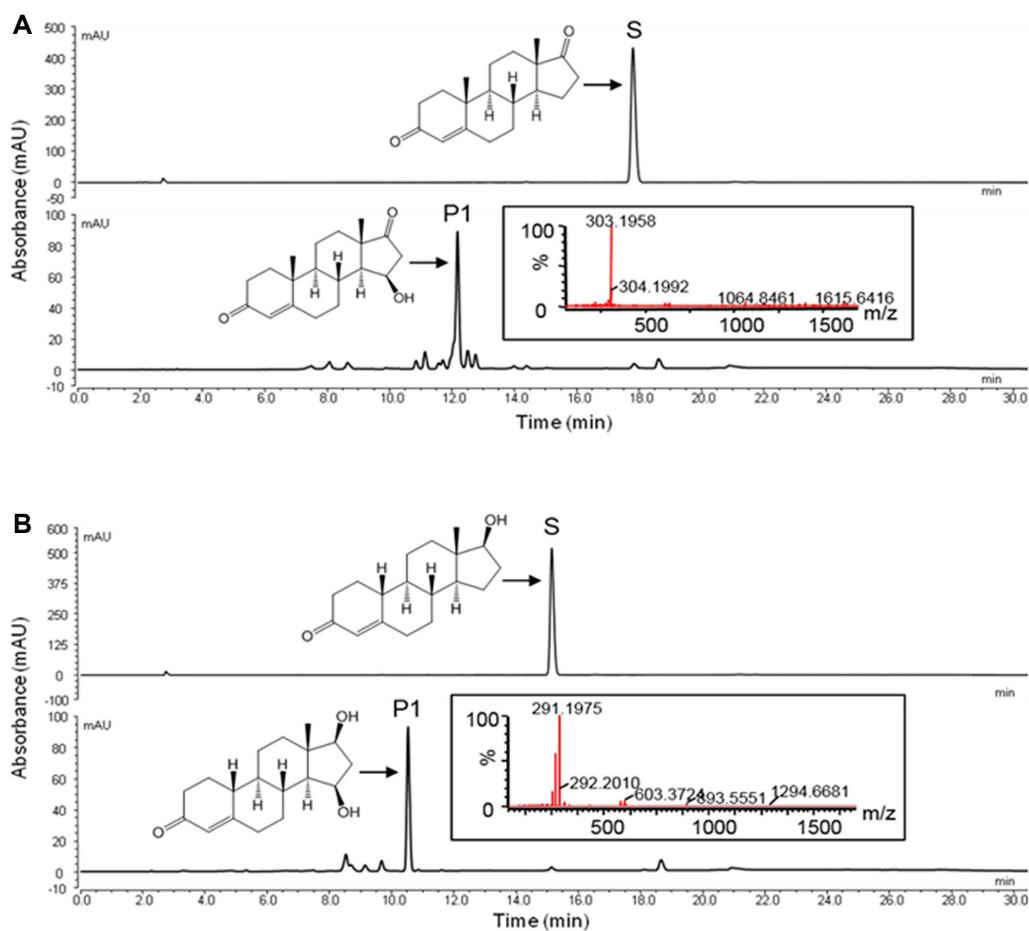 A
500
400
300
200
100
0
-50
mAU
O
O
H
H
H
S
min
Absorbance (mAU)
100
80
60
40
20
0
-10
mAU
O
O
H
H
H
OH
P1
100
%
0
303.1958
304.1992
1064.8461
1615.6416
500
1000
1500
m/z
min
0.0 2.0 4.0 6.0 8.0 10.0 12.0 14.0 16.0 18.0 20.0 22.0 24.0 26.0 28.0 30.0
Time (min)
B
600
500
375
250
125
0
-100
mAU
OH
O
H
H
H
H
S
min
Absorbance (mAU)
100
80
60
40
20
0
-10
mAU
OH
OH
O
H
H
H
H
P1
100
%
0
291.1975
292.2010
603.3724
893.5551
1294.6681
500
1000
1500
m/z
min
0.0 2.0 4.0 6.0 8.0 10.0 12.0 14.0 16.0 18.0 20.0 22.0 24.0 26.0 28.0 30.0
Time (min)